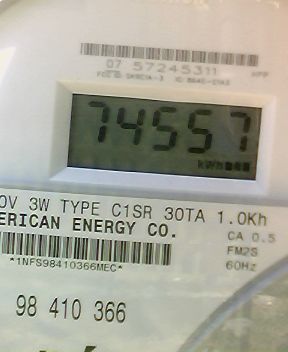 07 57245311
74557
kWh
0V 3W TYPE C1SR 30TA 1.0Kh
ERICAN ENERGY CO.
CA 0.5
FM2S
60Hz
*1NFS98410366MEC*
98 410 366